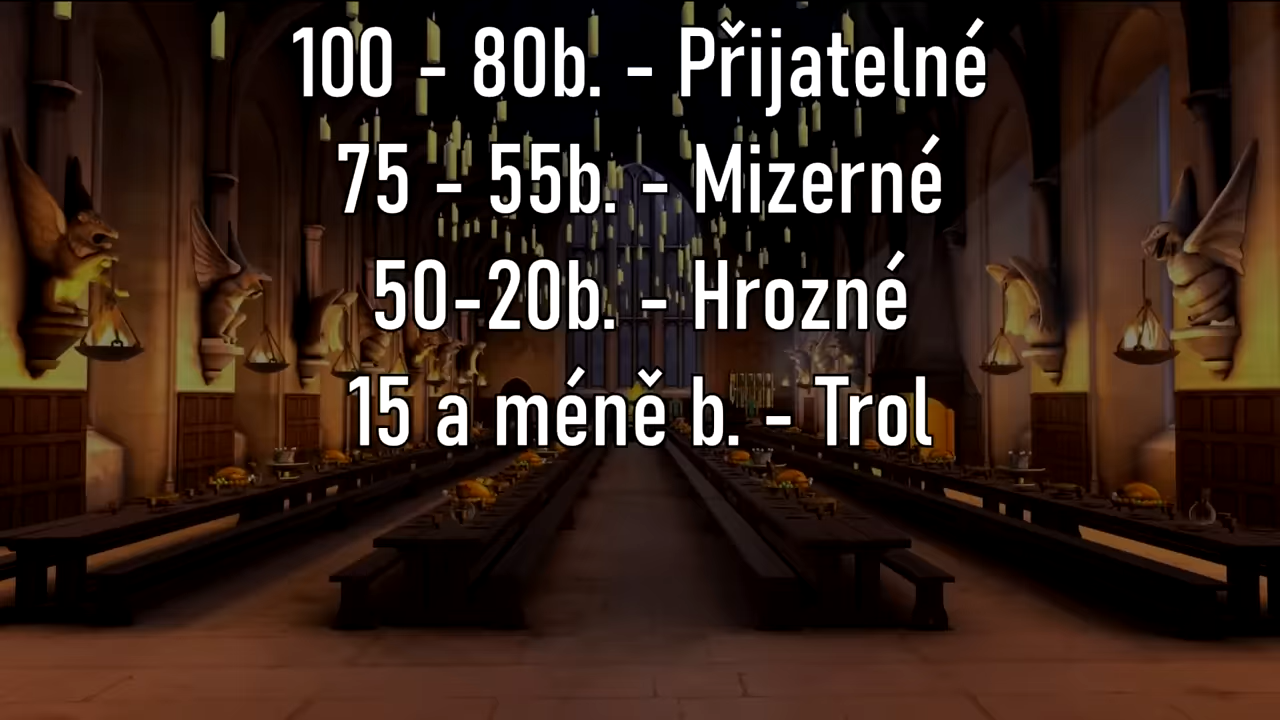 100 - 80b. - Přijatelné
75 - 55b. - Mizerné
50-20b. - Hrozné
15 a méně b. - Trol